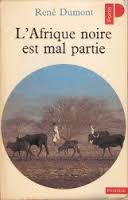 René Dumont
L'Afrique noire
est mal partie